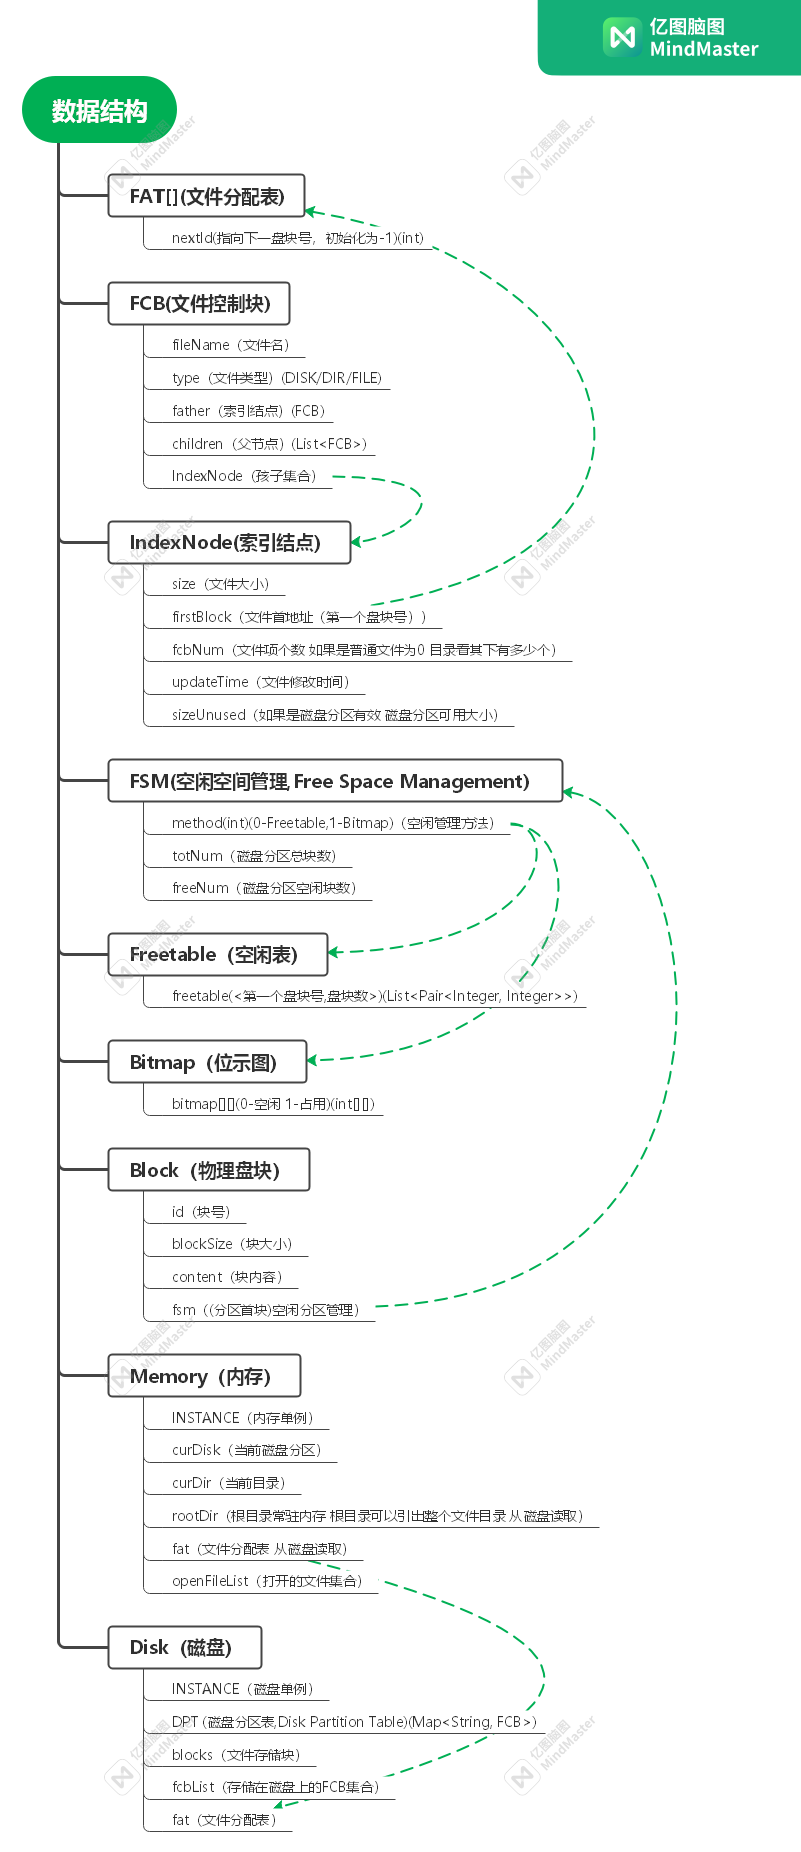 亿图脑图
MindMaster
数据结构
FAT[](文件分配表)
nextId(指向下一盘块号，初始化为-1)(int)
FCB(文件控制块)
fileName（文件名）
type（文件类型）(DISK/DIR/FILE)
father（索引结点）(FCB)
children（父节点）(List<FCB>)
IndexNode（孩子集合）
IndexNode(索引结点)
size（文件大小）
firstBlock（文件首地址（第一个盘块号））
fcbNum（文件项个数 如果是普通文件为0 目录看其下有多少个）
updateTime（文件修改时间）
sizeUnused（如果是磁盘分区有效 磁盘分区可用大小）
FSM(空闲空间管理, Free Space Management)
method(int)(0-Freetable,1-Bitmap)（空闲管理方法）
totNum（磁盘分区总块数）
freeNum（磁盘分区空闲块数）
Freetable（空闲表）
freetable(<第一个盘块号,盘块数>)(List<Pair<Integer, Integer>>)
Bitmap（位示图）
bitmap[][](0-空闲 1-占用)(int[][])
Block（物理盘块）
id（块号）
blockSize（块大小）
content（块内容）
fsm（(分区首块)空闲分区管理）
Memory（内存）
INSTANCE（内存单例）
curDisk（当前磁盘分区）
curDir（当前目录）
rootDir（根目录常驻内存 根目录可以引出整个文件目录 从磁盘读取）
fat（文件分配表 从磁盘读取）
openFileList（打开的文件集合）
Disk（磁盘）
INSTANCE（磁盘单例）
DPT (磁盘分区表,Disk Partition Table)(Map<String, FCB>)
blocks（文件存储块）
fcbList（存储在磁盘上的FCB集合）
fat（文件分配表）